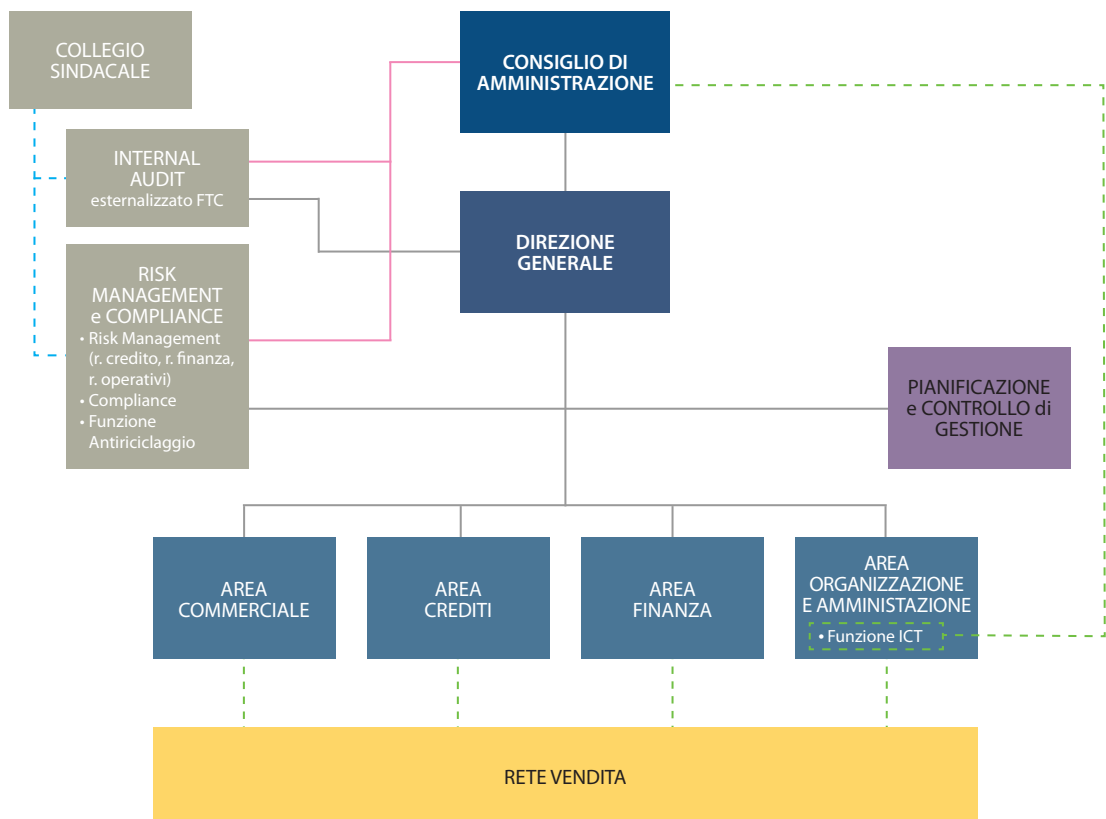 COLLEGIO
SINDACALE
CONSIGLIO DI
AMMINISTRAZIONE
INTERNAL
AUDIT
esternalizzato FTC
DIREZIONE
GENERALE
RISK
MANAGEMENT
e COMPLIANCE
• Risk Management
(r. credito, r. finanza,
r. operativi)
• Compliance
• Funzione
Antiriciclaggio
PIANIFICAZIONE
e CONTROLLO di
GESTIONE
AREA
COMMERCIALE
AREA
CREDITI
AREA
FINANZA
AREA
ORGANIZZAZIONE
E AMMINISTAZIONE
• Funzione ICT
RETE VENDITA